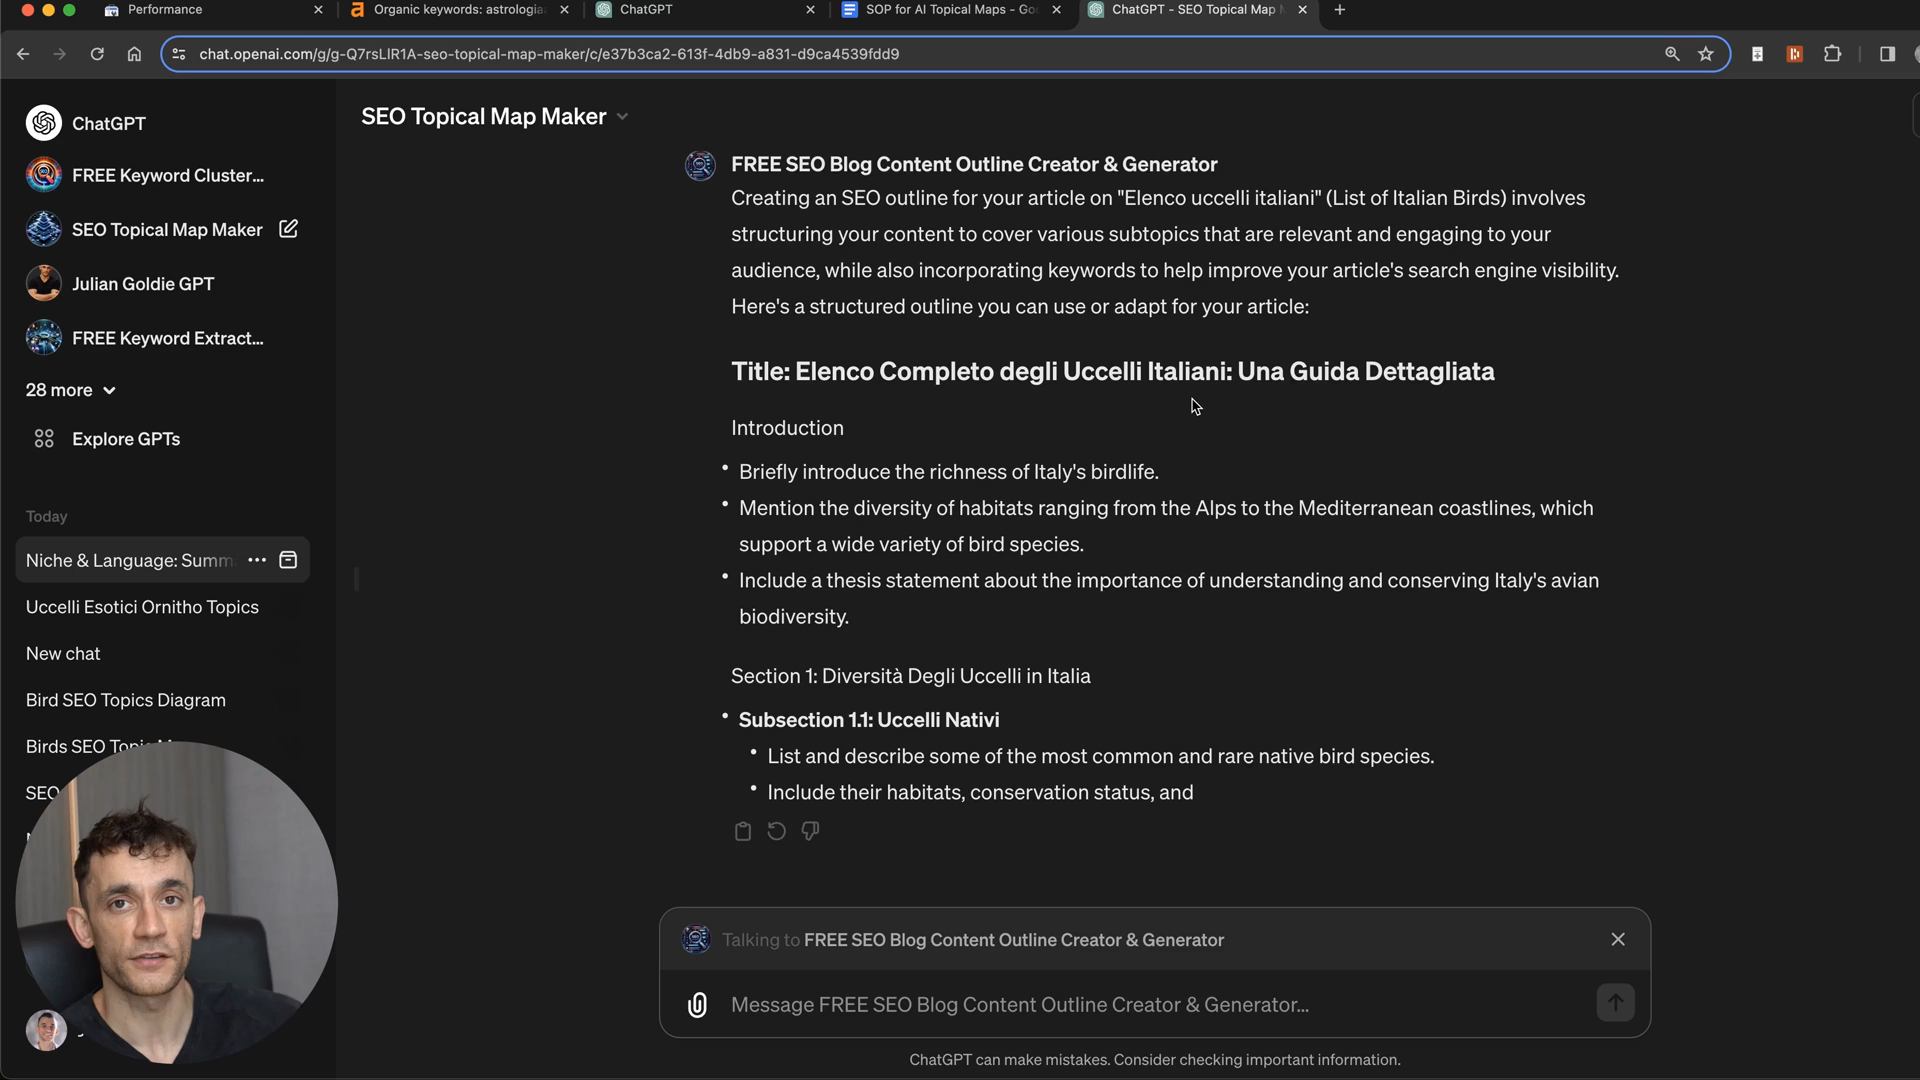 Performance
Organic keywords: astrologia
ChatGPT
SOP for AI Topical Maps - Goo
ChatGPT - SEO Topical Map M
chat.openai.com/g/g-Q7rsLlR1A-seo-topical-map-maker/c/e37b3ca2-613f-4db9-a831-d9ca4539fdd9
ChatGPT
FREE Keyword Cluster...
SEO Topical Map Maker
Julian Goldie GPT
FREE Keyword Extract...
28 more
Explore GPTs
Today
Niche & Language: Summ
Uccelli Esotici Ornitho Topics
New chat
Bird SEO Topics Diagram
Birds SEO Topic
SEO
SEO Topical Map Maker
FREE SEO Blog Content Outline Creator & Generator
Creating an SEO outline for your article on "Elenco uccelli italiani" (List of Italian Birds) involves
structuring your content to cover various subtopics that are relevant and engaging to your
audience, while also incorporating keywords to help improve your article's search engine visibility.
Here's a structured outline you can use or adapt for your article:
Title: Elenco Completo degli Uccelli Italiani: Una Guida Dettagliata
Introduction
• Briefly introduce the richness of Italy's birdlife.
• Mention the diversity of habitats ranging from the Alps to the Mediterranean coastlines, which
support a wide variety of bird species.
• Include a thesis statement about the importance of understanding and conserving Italy's avian
biodiversity.
Section 1: Diversità Degli Uccelli in Italia
• Subsection 1.1: Uccelli Nativi
• List and describe some of the most common and rare native bird species.
• Include their habitats, conservation status, and
Talking to FREE SEO Blog Content Outline Creator & Generator
Message FREE SEO Blog Content Outline Creator & Generator...
ChatGPT can make mistakes. Consider checking important information.